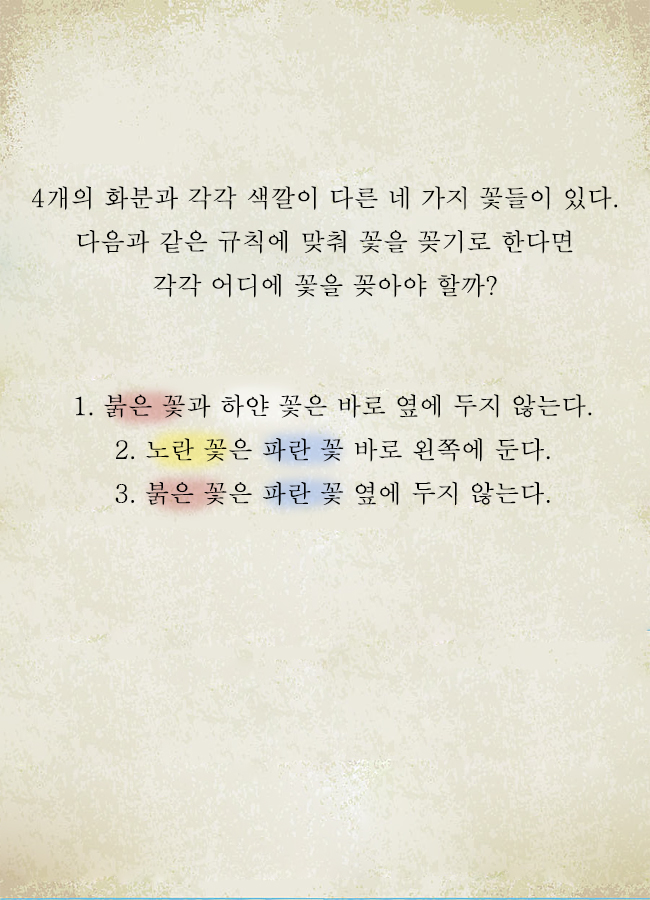 4개의 화분과 각각 색깔이 다른 네 가지 꽃들이 있다.
다음과 같은 규칙에 맞춰 꽃을 꽂기로 한다면
각각 어디에 꽃을 꽂아야 할까?
1. 붉은 꽃과 하얀 꽃은 바로 옆에 두지 않는다.
2. 노란 꽃은 파란 꽃 바로 왼쪽에 둔다.
3. 붉은 꽃은 파란 꽃 옆에 두지 않는다.